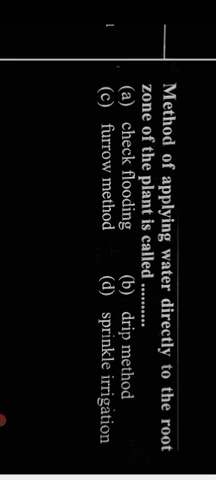 Method of applying water directly to the root
zone of the plant is called ..........
(a) check flooding (b) drip method
(c) furrow method (d) sprinkle irrigation